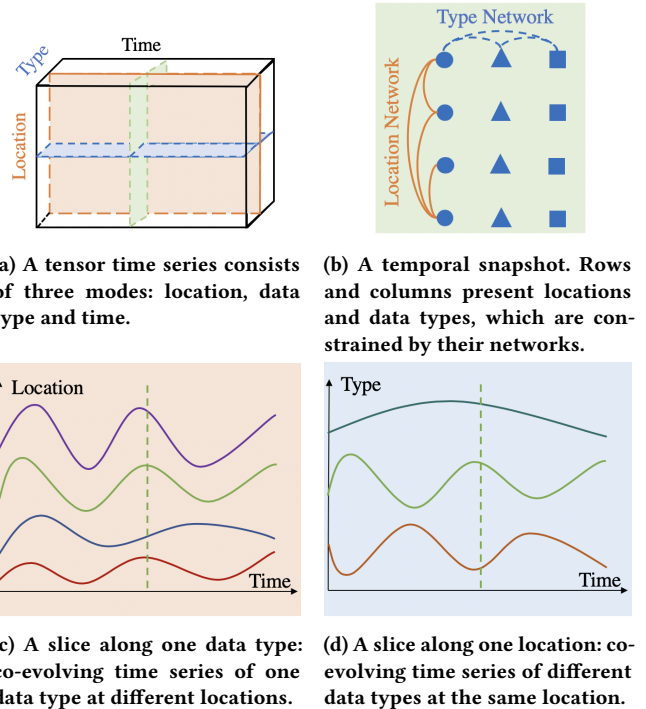 Time
Type
Location
a) A tensor time series consists
of three modes: location, data
type and time.
Type Network
Location Network
(b) A temporal snapshot. Rows
and columns present locations
and data types, which are con-
strained by their networks.
Location
Time
c) A slice along one data type:
co-evolving time series of one
data type at different locations.
Type
Time
(d) A slice along one location: co-
evolving time series of different
data types at the same location.